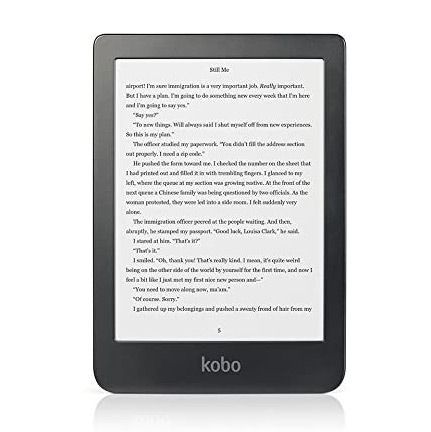 Still Me
airport! I'm sure immigration is a very important job. Really important.
But I have a plan. I'm going to do something new every week that I'm here
and I'm going to say yes."
"Say yes?"
"To new things. Will always said I shut myself off from new experiences.
So this is my plan."
The officer studied my paperwork. "You didn't fill the address section
out properly. I need a zip code."
He pushed the form toward me. I checked the number on the sheet that
I had printed out and filled it in with trembling fingers. I glanced to my
left, where the queue at my section was growing restive. At the front of the
next queue a Chinese family was being questioned by two officials. As the
woman protested, they were led into a side room. I felt suddenly very
alone.
The immigration officer peered at the people waiting. And then,
abruptly, he stamped my passport. "Good luck, Louisa Clark," he said.
I stared at him. "That's it?"
"That's it."
I smiled. "Oh, thank you! That's really kind. I mean, it's quite weird
being on the other side of the world by yourself for the first time, and now I
feel a bit like I just met my first nice new person and—"
"You need to move along now, ma'am."
"Of course. Sorry."
I gathered up my belongings and pushed a sweaty frond of hair from my
5
kobo